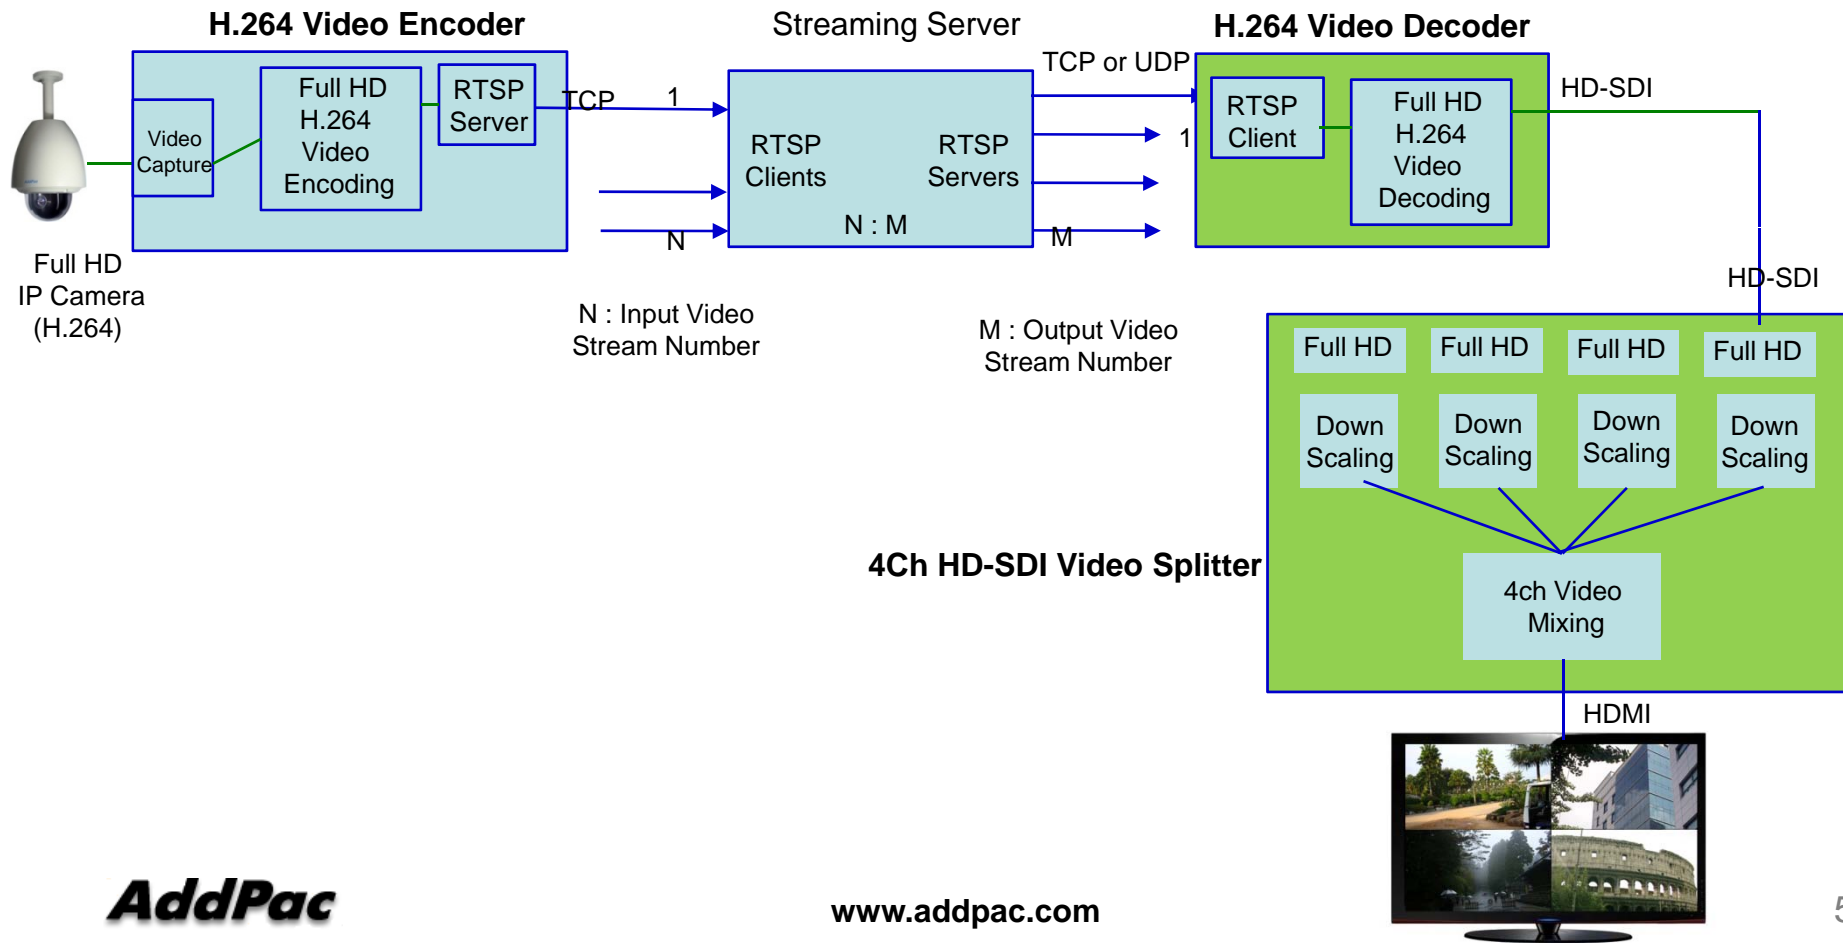 H.264 Video Encoder
Streaming Server
H.264 Video Decoder
Full HD
IP Camera
(H.264)
Video
Capture
Full HD
H.264
Video
Encoding
RTSP
Server
TCP
1
N
RTSP
Clients
RTSP
Servers
N : M
TCP or UDP
1
M
RTSP
Client
Full HD
H.264
Video
Decoding
HD-SDI
HD-SDI
N : Input Video
Stream Number
M : Output Video
Stream Number
Full HD
Full HD
Full HD
Full HD
Down
Scaling
Down
Scaling
Down
Scaling
Down
Scaling
4Ch HD-SDI Video Splitter
4ch Video
Mixing
HDMI
AddPac
www.addpac.com
5